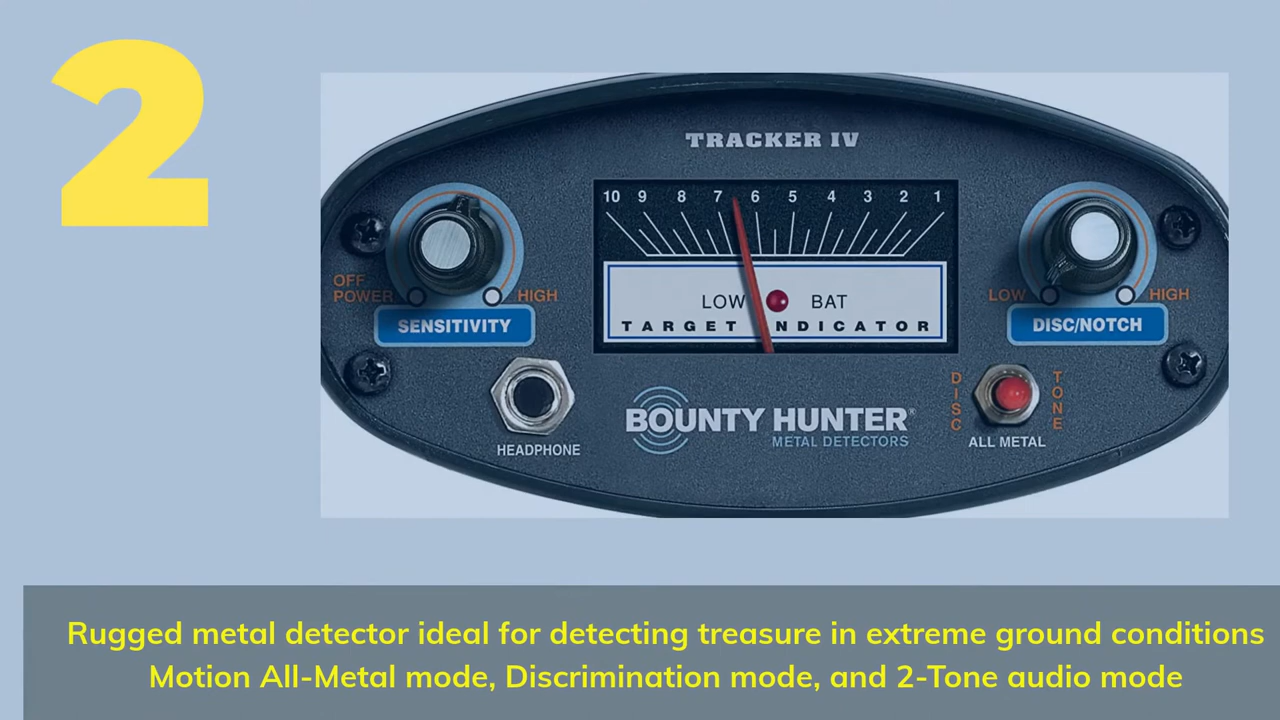 2
TRACKER IV
10 9 8 7 6 5 4 3 2 1
OFF
POWER
HIGH
SENSITIVITY
LOW BAT
TARGET NDICATOR
LOW
HIGH
DISC/NOTCH
HEADPHONE
BOUNTY HUNTER®
METAL DETECTORS
DISC
TONE
ALL METAL
Rugged metal detector ideal for detecting treasure in extreme ground conditions
Motion All-Metal mode, Discrimination mode, and 2-Tone audio mode